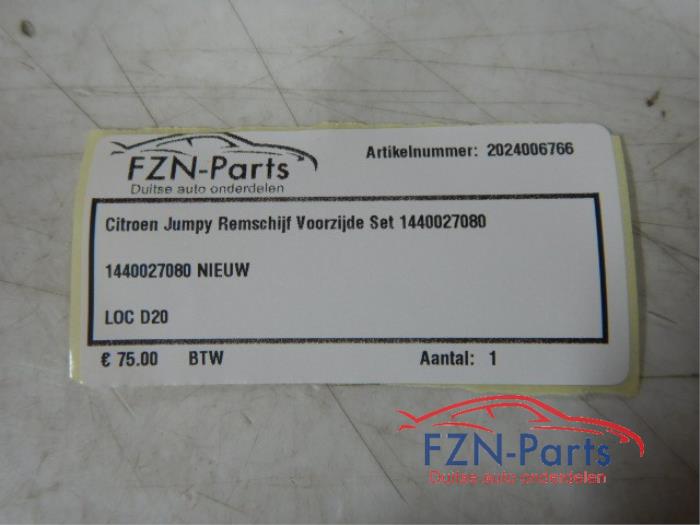 FZN-Parts
Duitse auto onderdelen
Artikelnummer: 2024006766
Citroen Jumpy Remschijf Voorzijde Set 1440027080
1440027080 NIEUW
LOC D20
€ 75.00 BTW Aantal: 1
FZN-Parts
Duitse auto onderdelen